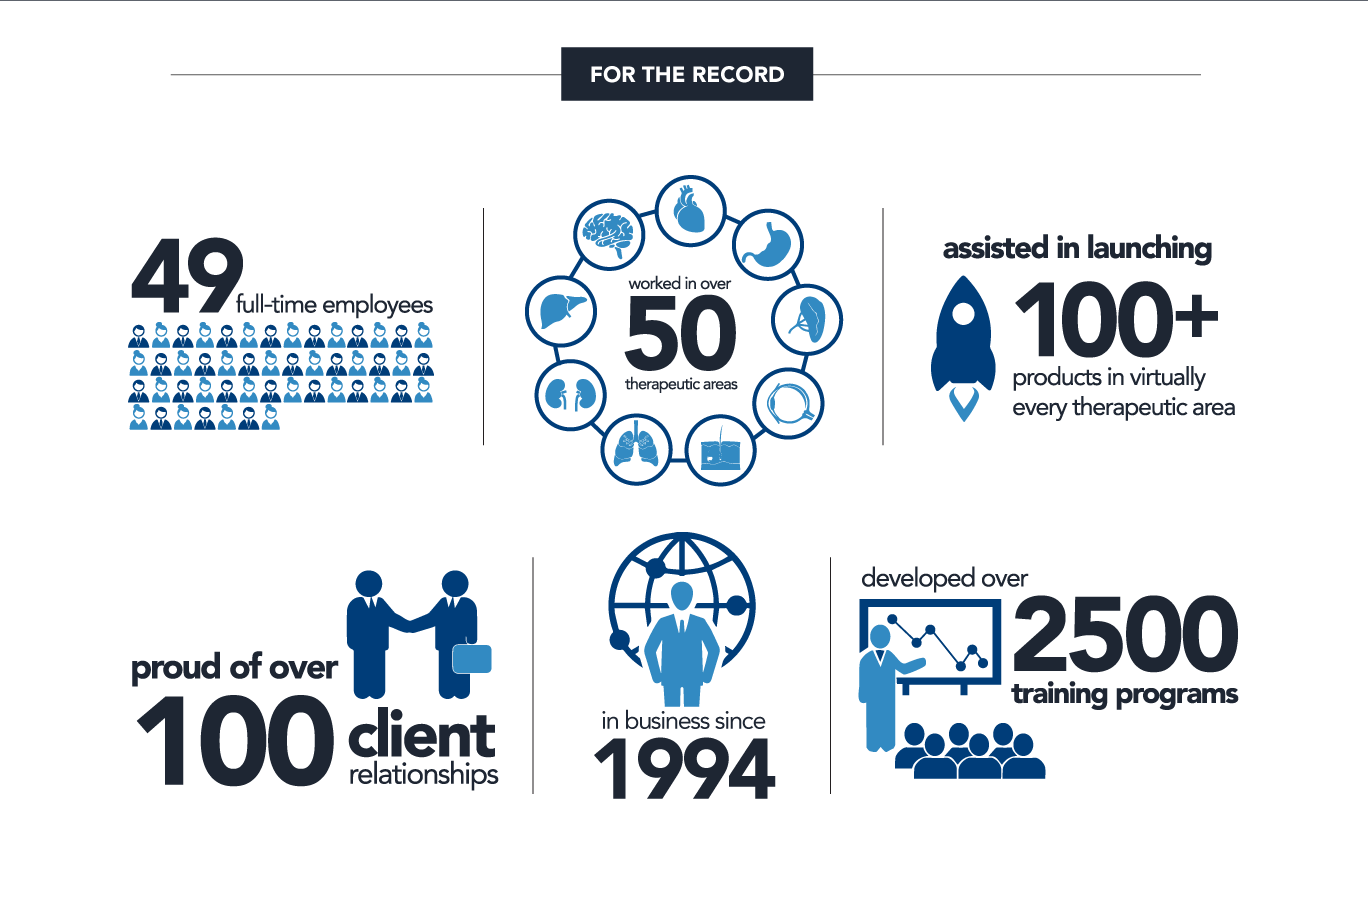 FOR THE RECORD
49 full-time employees
worked in over
50
therapeutic areas
assisted in launching
100+
products in virtually
every therapeutic area
proud of over
100 client
relationships
in business since
1994
developed over
2500
training programs